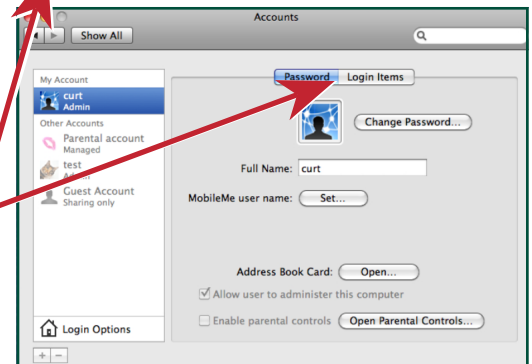 Accounts
Show All
Password Login Items
My Account
curt
Admin
Other Accounts
Parental account
Managed
test
Admin
Guest Account
Sharing only
Login Options
Change Password...
Full Name: curt
MobileMe user name: Set...
Address Book Card: Open...
Allow user to administer this computer
Enable parental controls Open Parental Controls...